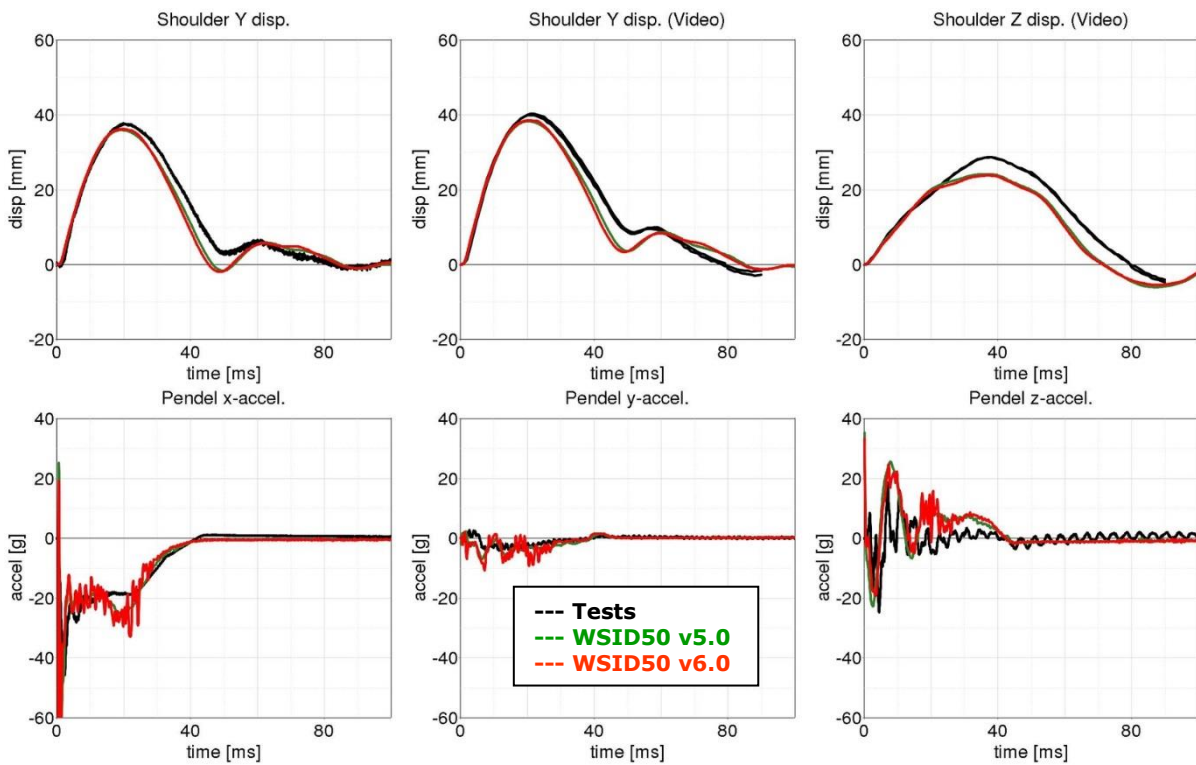 Shoulder Y disp.
60
40
20
0
-20
disp [mm]
0 40 80
time [ms]
Shoulder Y disp. (Video)
60
40
20
0
-20
disp [mm]
0 40 80
time [ms]
Shoulder Z disp. (Video)
60
40
20
0
-20
disp [mm]
0 40 80
time [ms]
Pendel x-accel.
40
20
0
-20
-40
-60
accel [g]
0 40 80
time [ms]
Pendel y-accel.
40
20
0
-20
-40
-60
accel [g]
0 40 80
time [ms]
--- Tests
--- WSID50 v5.0
--- WSID50 v6.0
Pendel z-accel.
40
20
0
-20
-40
-60
accel [g]
0 40 80
time [ms]